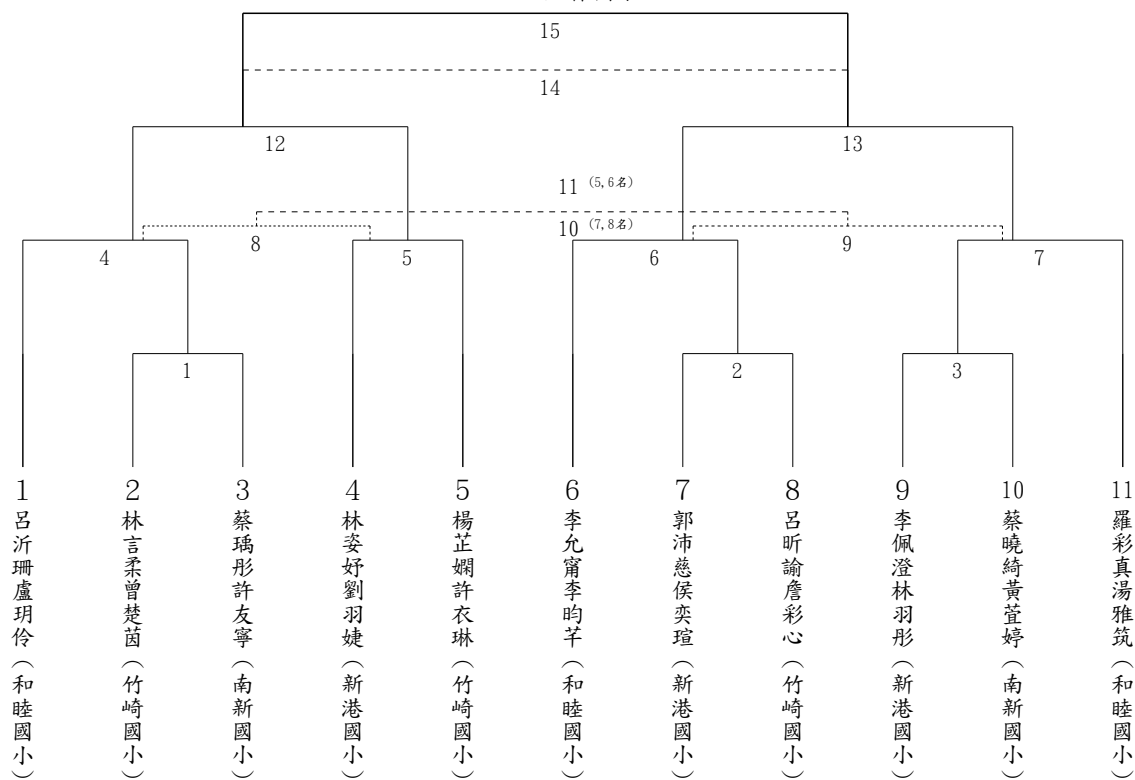 15
14
12
13
11 (5,6名)
10 (7,8名)
8
9
4
5
6
7
1
2
3
1 呂沂珊盧玥伶(和睦國小)
2 林言柔曾楚茵(竹崎國小)
3 蔡瑀彤許友寧(南新國小)
4 林姿妤劉羽婕(新港國小)
5 楊芷嫻許衣琳(竹崎國小)
6 李允甯李昀芊(和睦國小)
7 郭沛慈侯奕瑄(新港國小)
8 呂昕諭詹彩心(竹崎國小)
9 李佩澄林羽彤(新港國小)
10 蔡曉綺黃萓婷(南新國小)
11 羅彩真湯雅筑(和睦國小)